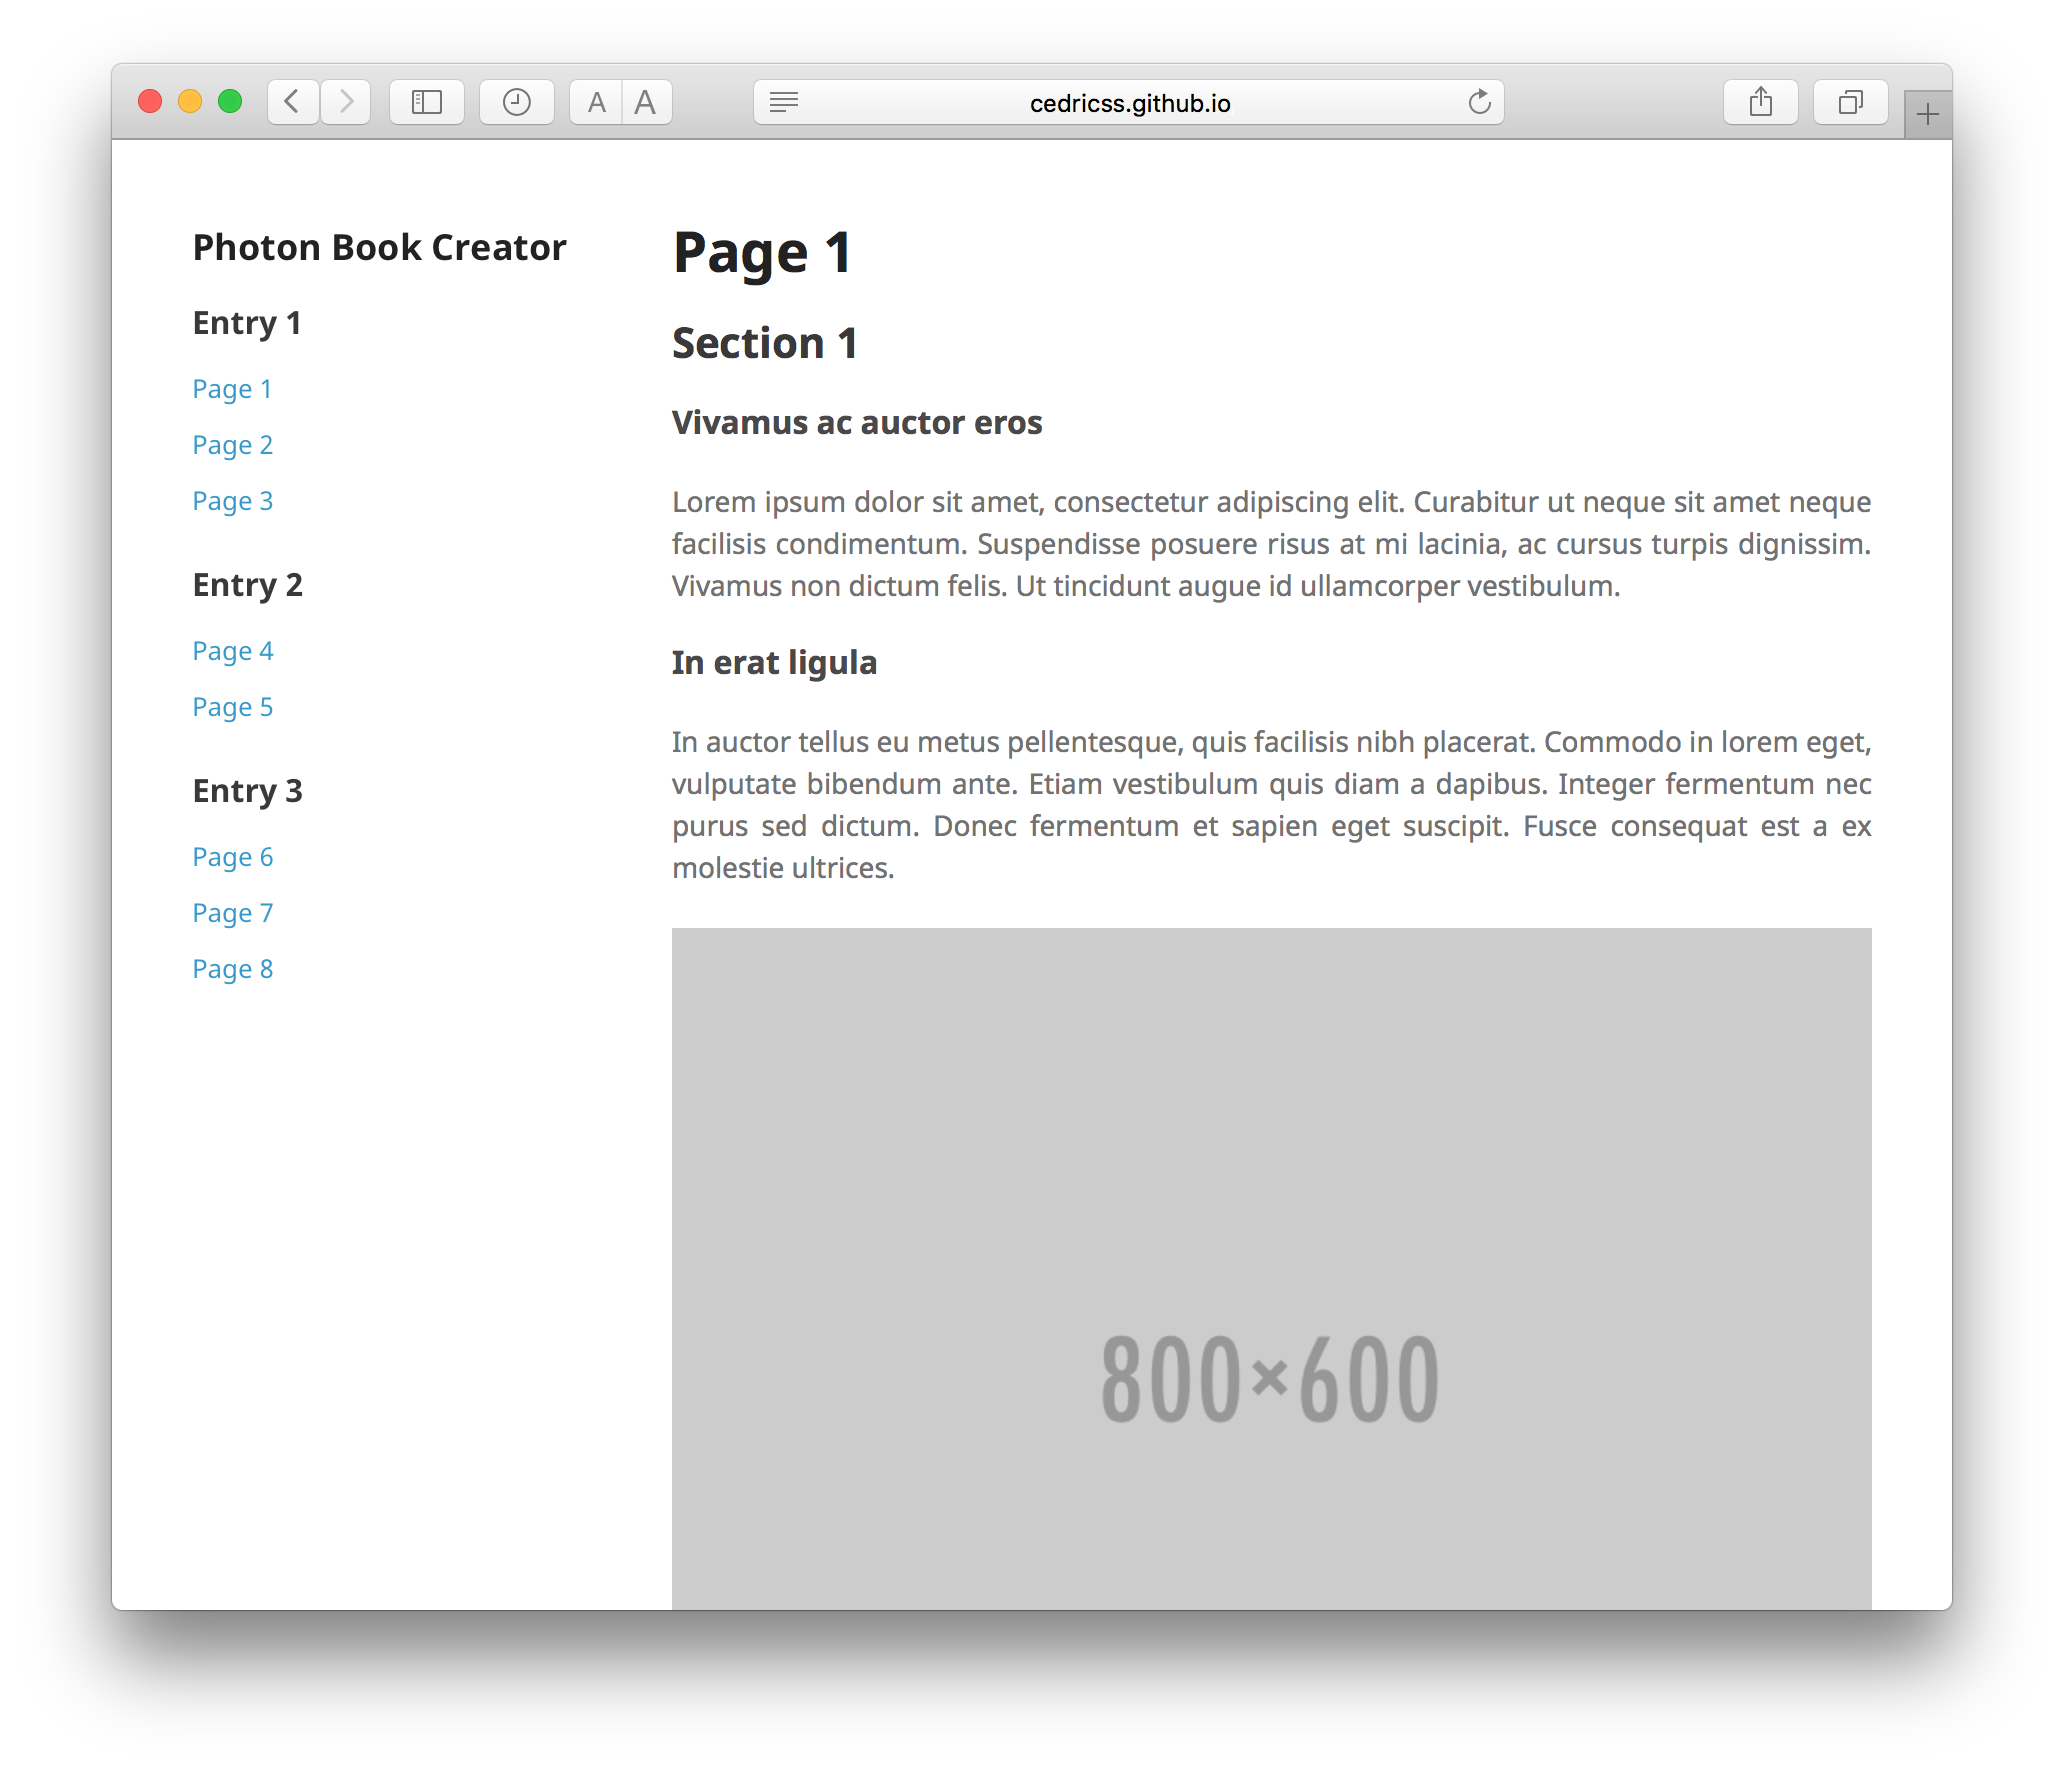 A A
cedricss.github.io
Photon Book Creator
Entry 1
Page 1
Page 2
Page 3
Entry 2
Page 4
Page 5
Entry 3
Page 6
Page 7
Page 8
Page 1
Section 1
Vivamus ac auctor eros
Lorem ipsum dolor sit amet, consectetur adipiscing elit. Curabitur ut neque sit amet neque
facilisis condimentum. Suspendisse posuere risus at mi lacinia, ac cursus turpis dignissim.
Vivamus non dictum felis. Ut tincidunt augue id ullamcorper vestibulum.
In erat ligula
In auctor tellus eu metus pellentesque, quis facilisis nibh placerat. Commodo in lorem eget,
vulputate bibendum ante. Etiam vestibulum quis diam a dapibus. Integer fermentum nec
purus sed dictum. Donec fermentum et sapien eget suscipit. Fusce consequat est a ex
molestie ultrices.
800×600